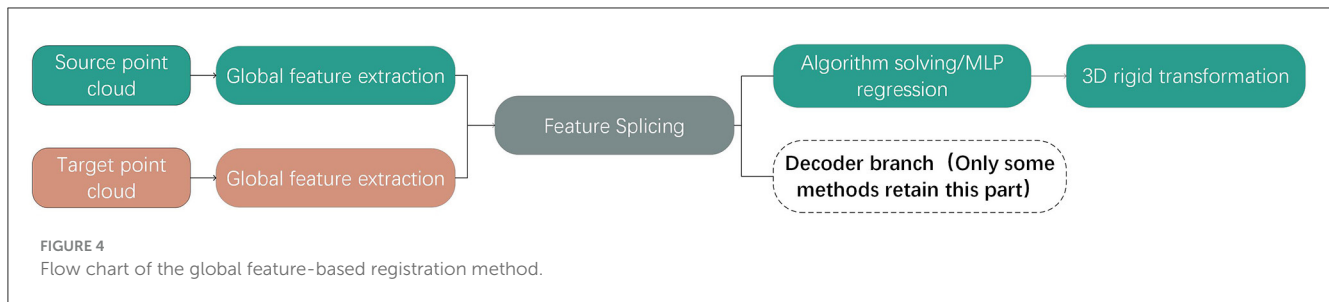 Source point
cloud
Global feature extraction
Target point
cloud
Global feature extraction
Feature Splicing
Algorithm solving/MLP
regression
3D rigid transformation
Decoder branch（Only some
methods retain this part）
FIGURE 4
Flow chart of the global feature-based registration method.